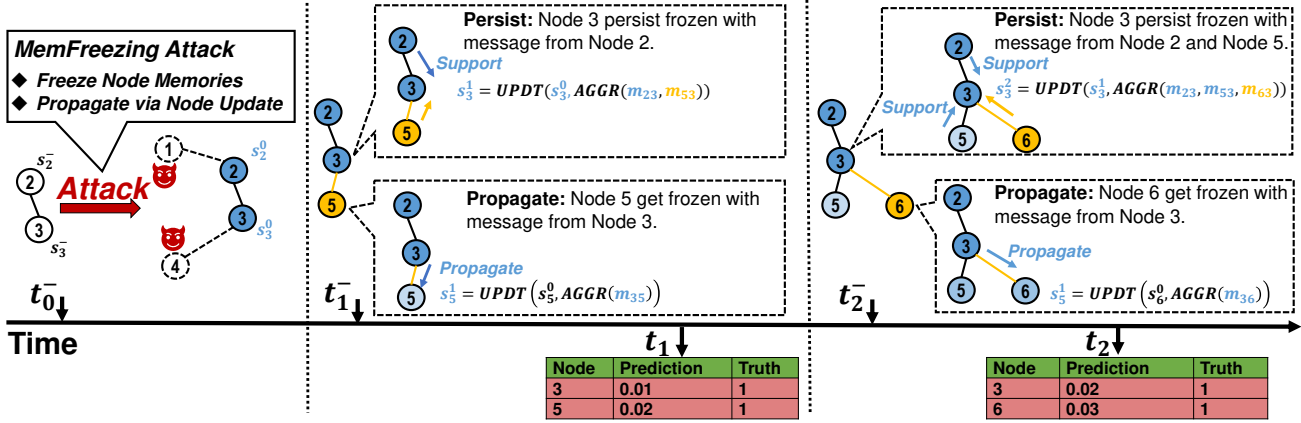 MemFreezing Attack
◆ Freeze Node Memories
◆ Propagate via Node Update
1
s_2^-
2
Attack
3
s_3^-
s_2^0
2
3
s_3^0
4
t_0^-
Persist: Node 3 persist frozen with
message from Node 2.
2
Support
3
s_3^1 = UPDT(s_3^0, AGGR(m_23, m_53))
5
2
3
5
Propagate: Node 5 get frozen with
message from Node 3.
2
3
Propagate
5
s_5^1 = UPDT(s_5^0, AGGR(m_35))
t_1^-
Persist: Node 3 persist frozen with
message from Node 2 and Node 5.
2
Support
3
s_3^2 = UPDT(s_3^1, AGGR(m_23, m_53, m_63))
Support
5
6
2
3
5
6
Propagate: Node 6 get frozen with
message from Node 3.
2
3
Propagate
5
6
s_5^1 = UPDT(s_6^0, AGGR(m_36))
t_2^-
Time
t_1
Node Prediction Truth
3 0.01 1
5 0.02 1
t_2
Node Prediction Truth
3 0.02 1
6 0.03 1